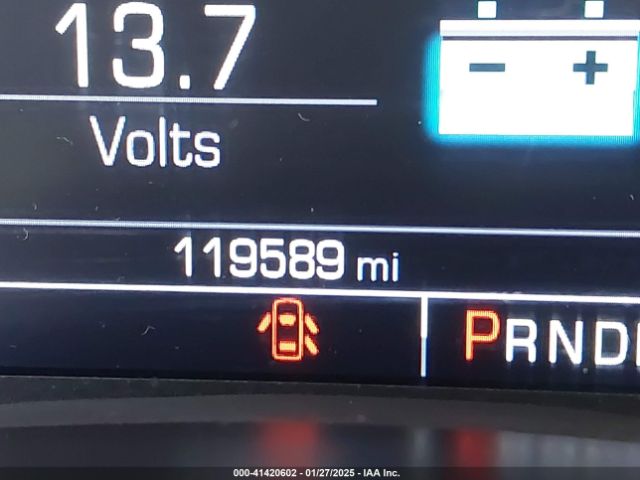 13.7
Volts
119589 mi
PRND
000-41420602 - 01/27/2025 - IAA Inc.